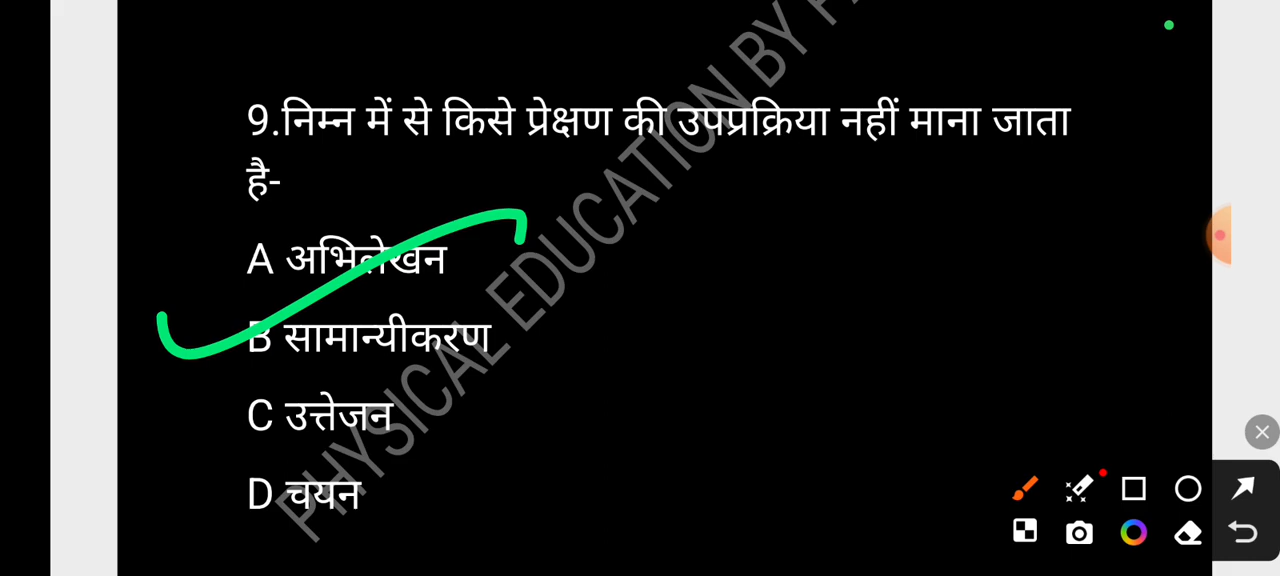 9.निम्न में से किसे प्रेक्षण की उपप्रक्रिया नहीं माना जाता
है-
A अभिलेखन
B सामान्यीकरण
C उत्तेजन
D चयन
PHYSICAL EDUCATION BY